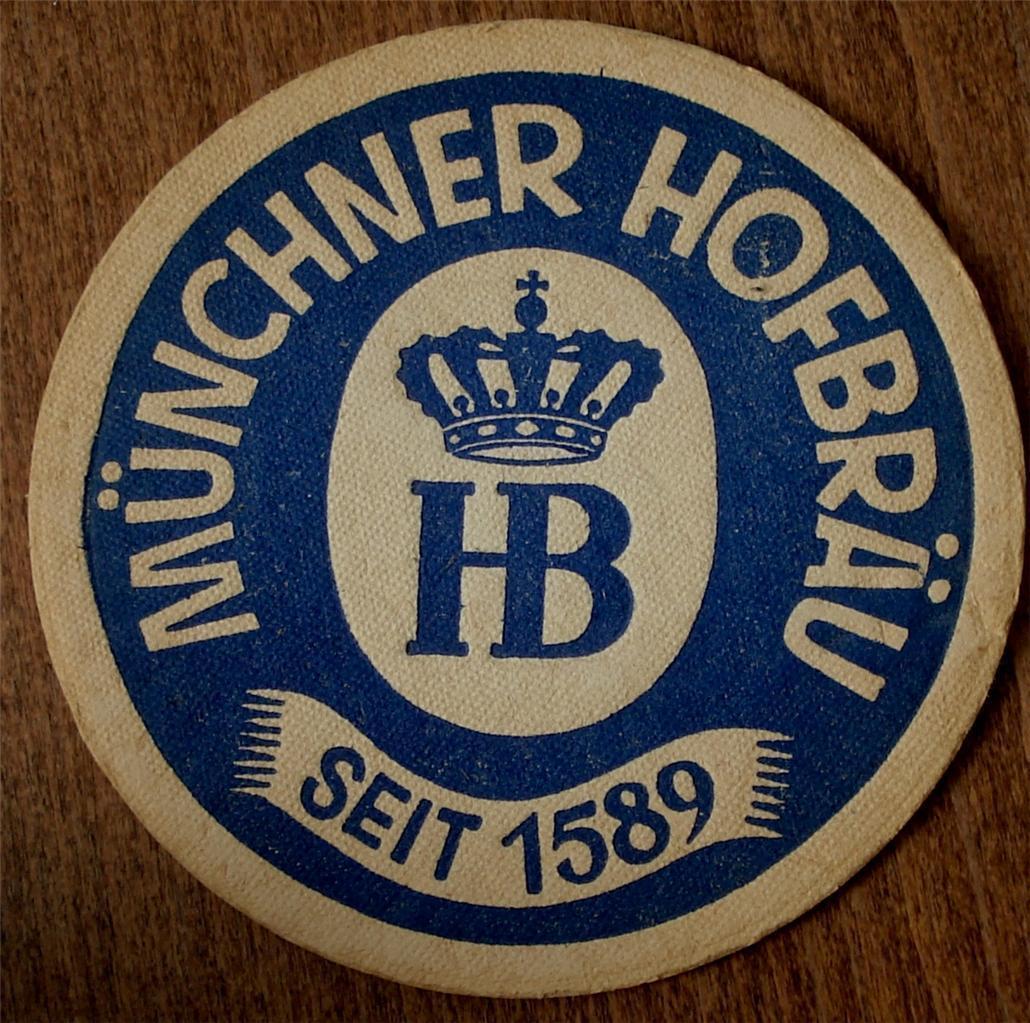 MÜNCHNER HOFBRÄU
HB
SEIT 1589